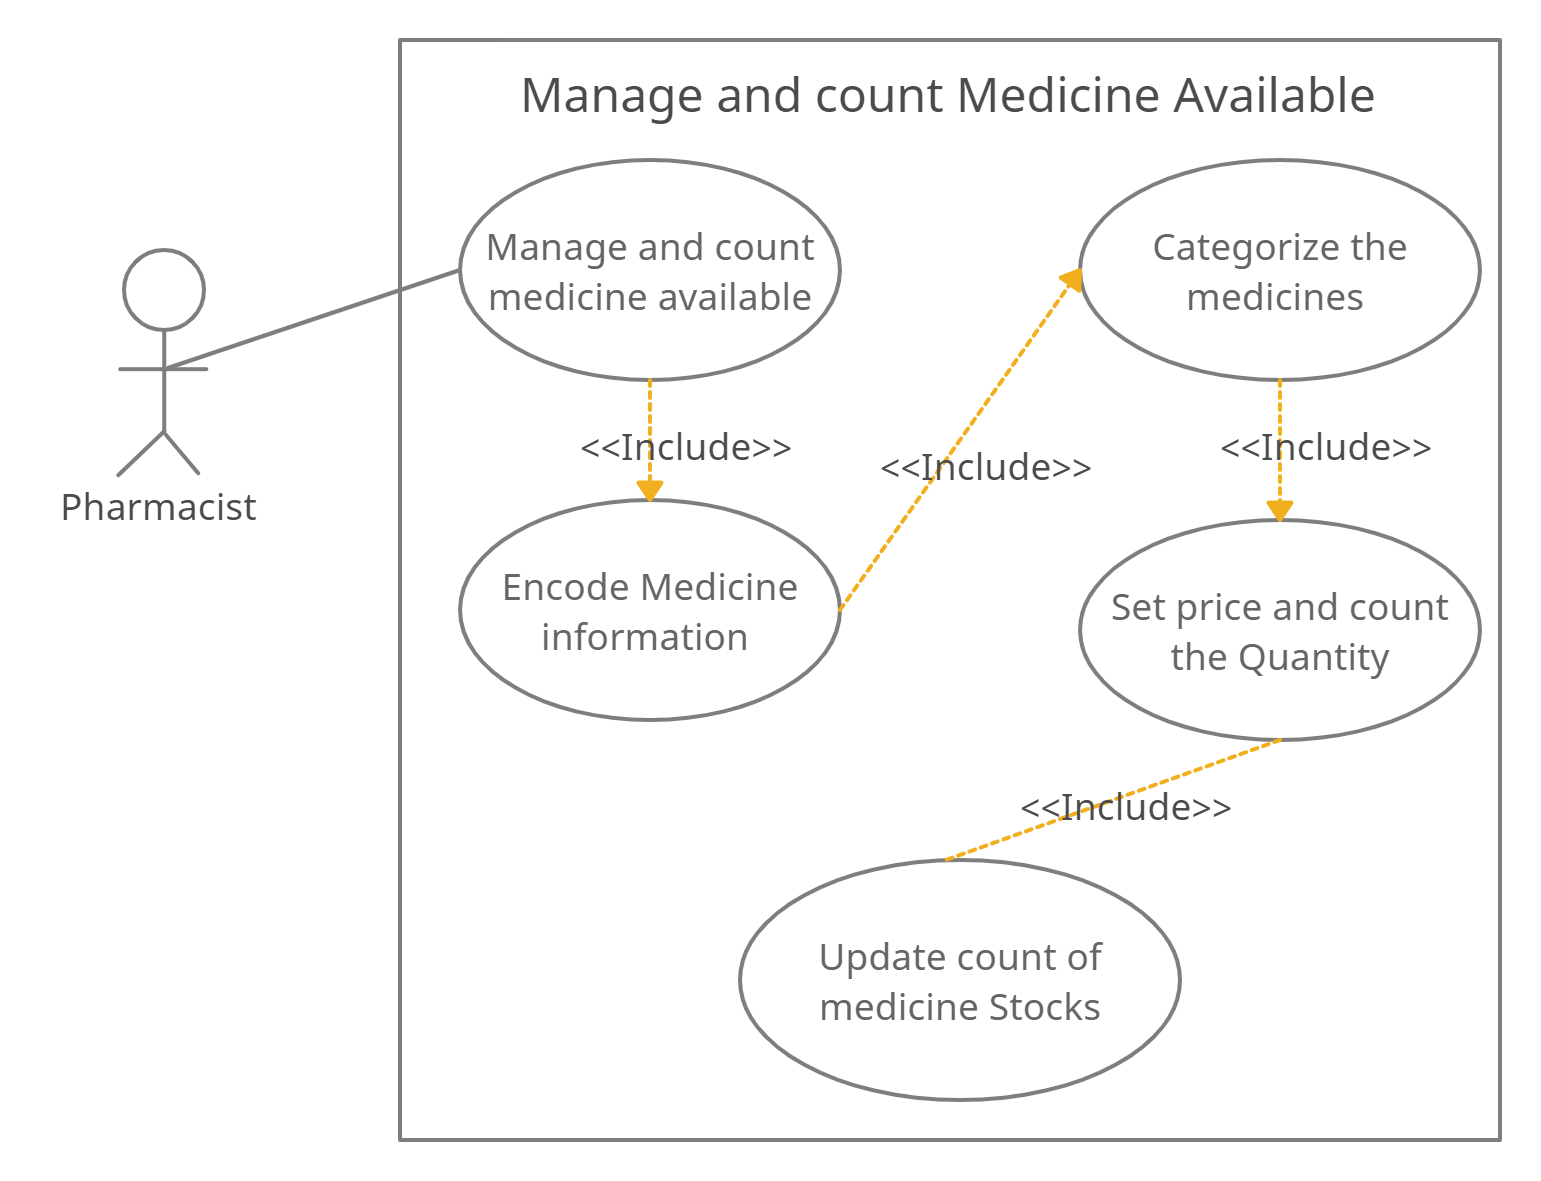 Manage and count Medicine Available
Manage and count
medicine available
Categorize the
medicines
<<Include>>
<<Include>>
<<Include>>
Pharmacist
Encode Medicine
information
Set price and count
the Quantity
<<Include>>
Update count of
medicine Stocks